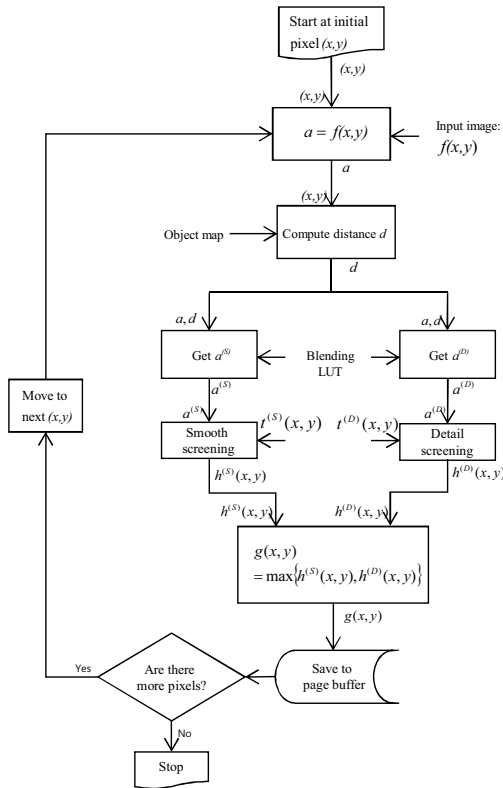 Start at initial
pixel (x,y)
(x,y)
(x,y)
a = f(x,y)
Input image:
f(x,y)
a
(x,y)
Object map
Compute distance d
d
a,d
a,d
Get a^(S)
Blending
LUT
Get a^(D)
a^(S)
a^(D)
Move to
next (x,y)
a^(S)
t^(S)(x, y)
t^(D)(x, y)
a^(D)
Smooth
screening
Detail
screening
h^(S)(x, y)
h^(D)(x, y)
h^(S)(x, y)
h^(D)(x, y)
g(x, y)
= max{h^(S)(x, y), h^(D)(x, y)}
g(x, y)
Yes
Are there
more pixels?
Save to
page buffer
No
Stop